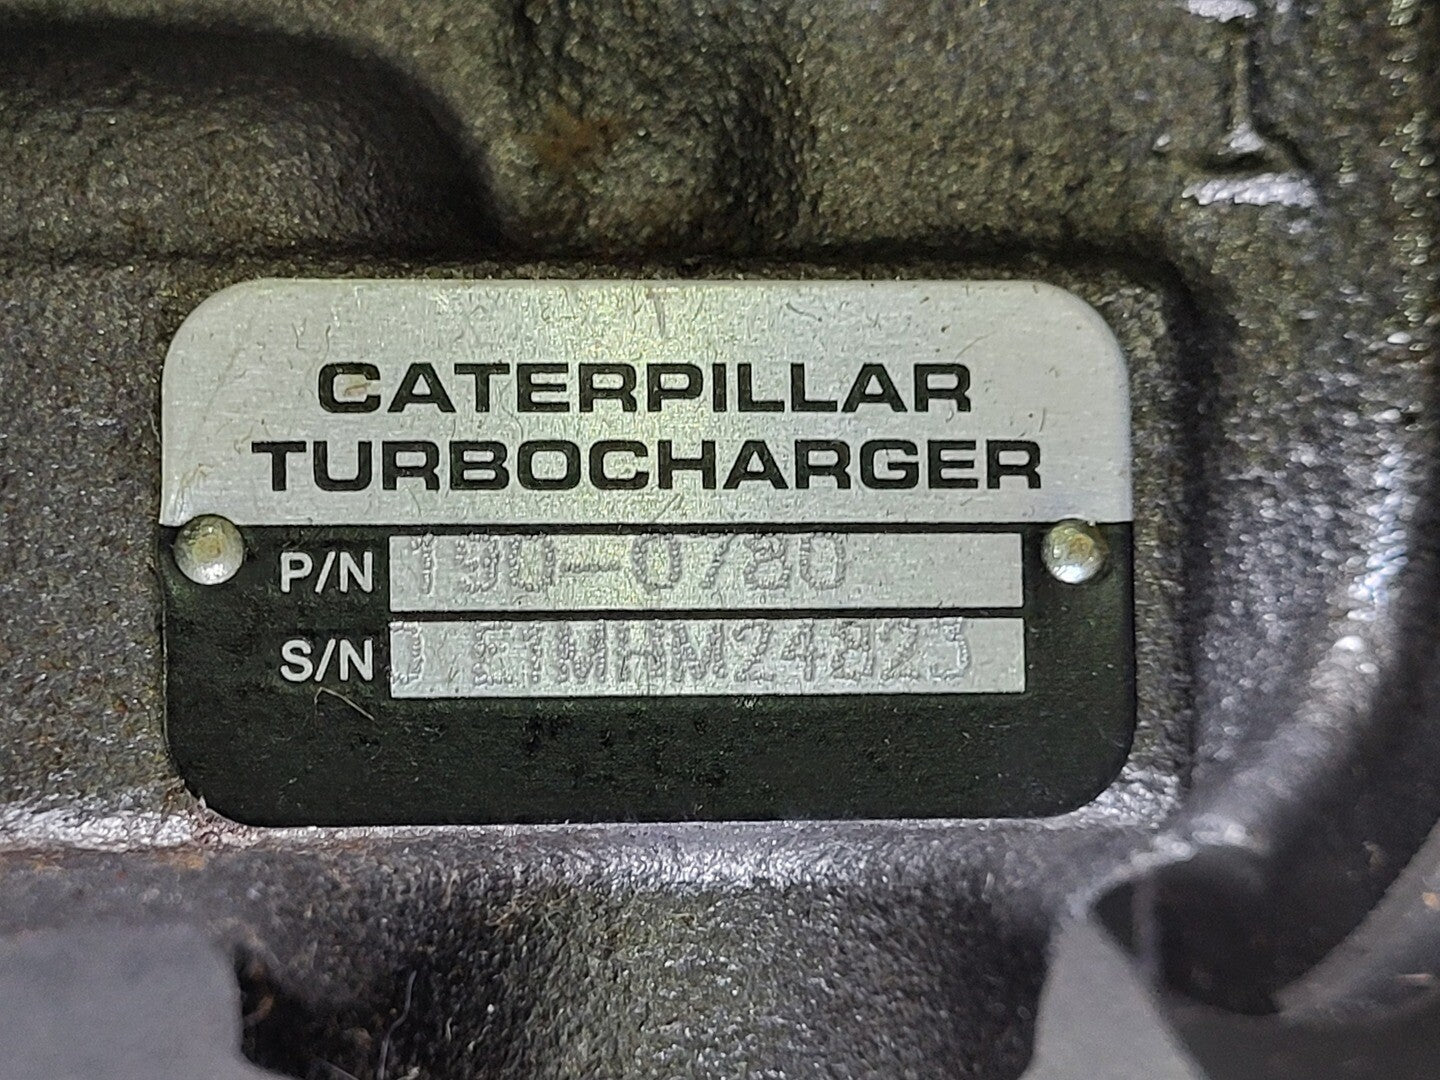 CATERPILLAR
TURBOCHARGER
P/N 190-0780
S/N